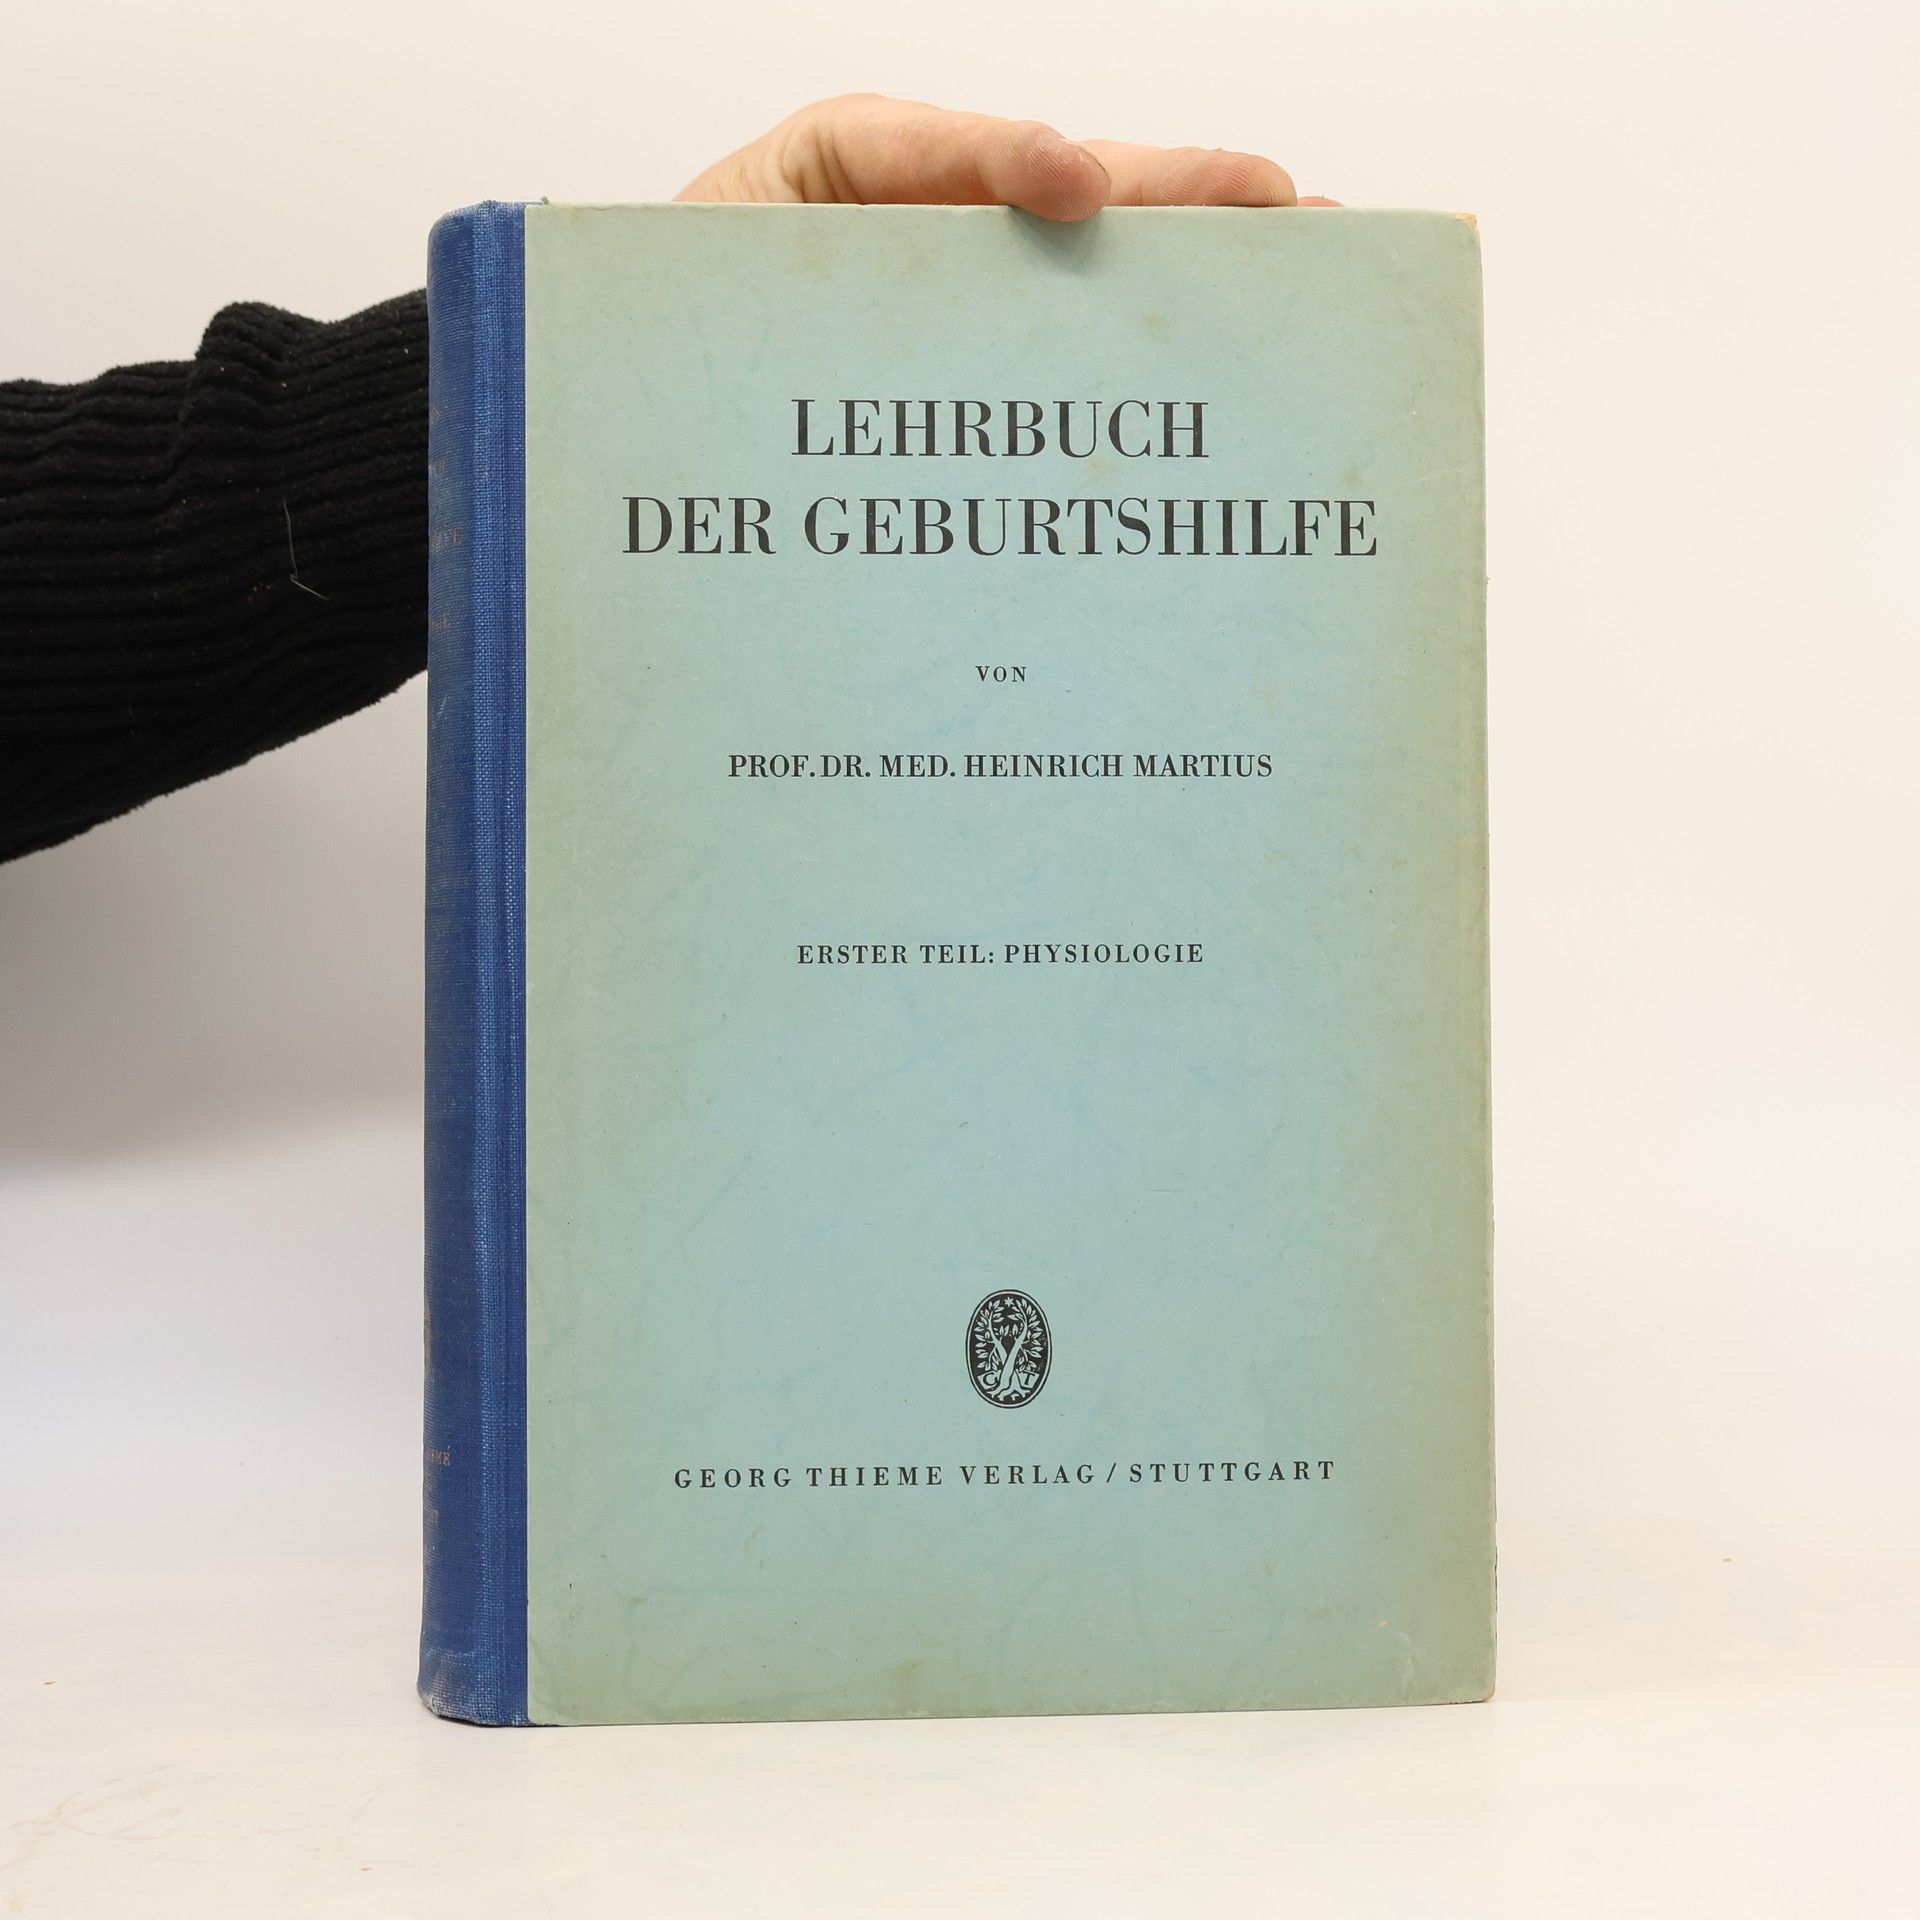 LEHRBUCH
DER GEBURTSHILFE
VON
PROF. DR. MED. HEINRICH MARTIUS
ERSTER TEIL: PHYSIOLOGIE
G T
GEORG THIEME VERLAG / STUTTGART